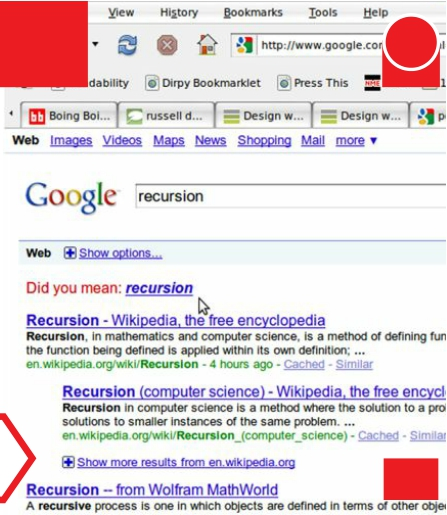 View History Bookmarks Tools Help
http://www.google.co
dability Dirpy Bookmarklet Press This NME
bb Boing Boi... russell d... Design w... Design w...
Web Images Videos Maps News Shopping Mail more ▼
Google recursion
Web Show options...
Did you mean: recursion
Recursion - Wikipedia, the free encyclopedia
Recursion, in mathematics and computer science, is a method of defining fun
the function being defined is applied within its own definition; ...
en.wikipedia.org/wiki/Recursion - 4 hours ago - Cached - Similar
Recursion (computer science) - Wikipedia, the free encycl
Recursion in computer science is a method where the solution to a pro
solutions to smaller instances of the same problem. ...
en.wikipedia.org/wiki/Recursion_(computer_science) - Cached - Similar
Show more results from en.wikipedia.org
Recursion -- from Wolfram MathWorld
A recursive process is one in which objects are defined in terms of other obje